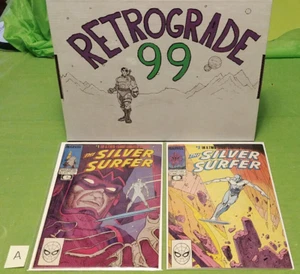 RETROGRADE
99
THE SILVER
SURFER
THE SILVER
SURFER
A